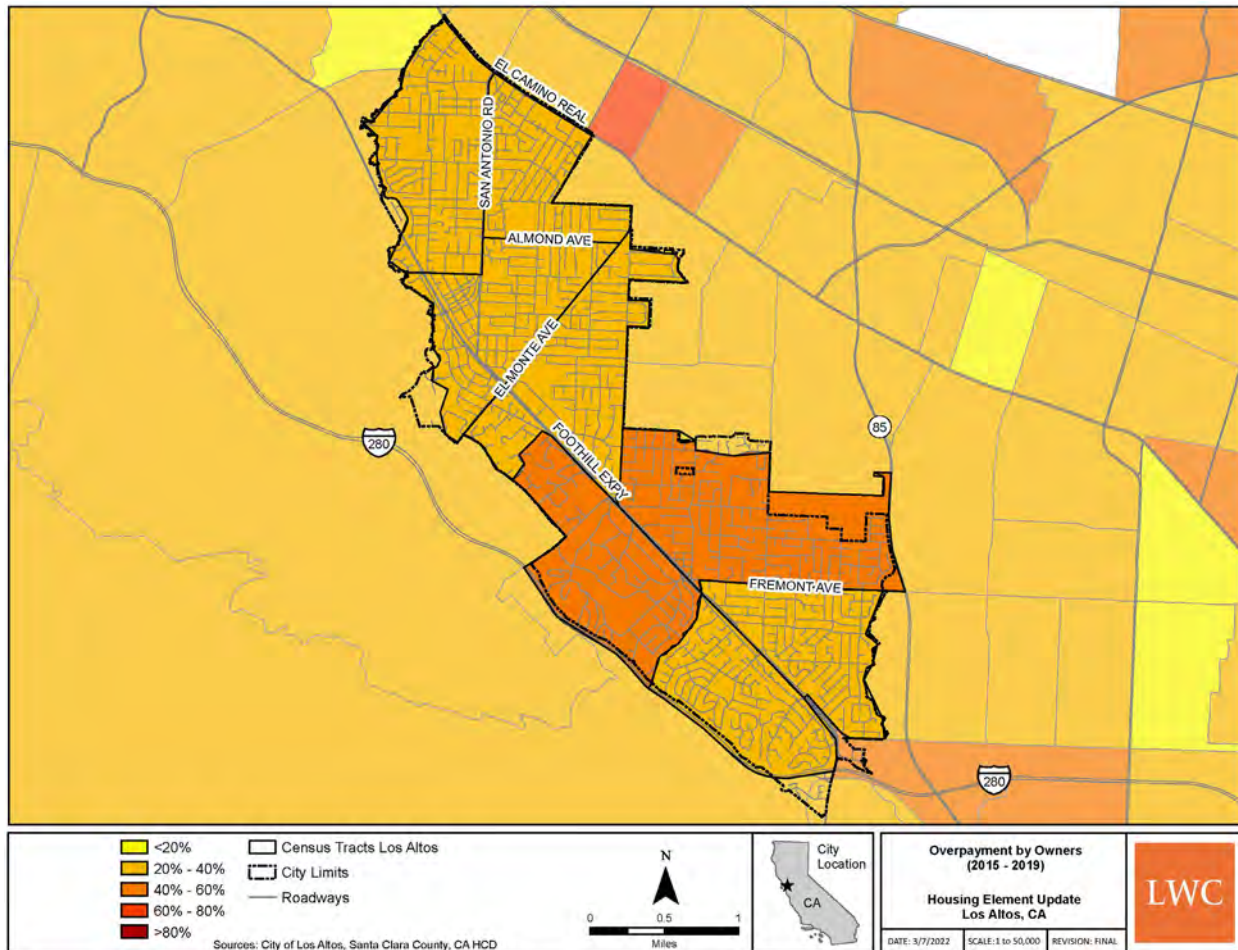 EL CAMINO REAL
SAN ANTONIO RD
ALMOND AVE
EL MONTE AVE
FOOTHILL EXPY
85
280
FREMONT AVE
280
<20%
20% - 40%
40% - 60%
60% - 80%
>80%
Census Tracts Los Altos
City Limits
Roadways
Sources: City of Los Altos, Santa Clara County, CA HCD
N
0 0.5 1
Miles
City
Location
CA
Overpayment by Owners
(2015 - 2019)
Housing Element Update
Los Altos, CA
DATE: 3/7/2022
SCALE:1 to 50,000
REVISION: FINAL
LWC